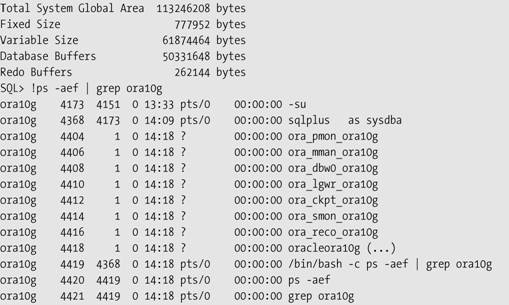 Total System Global Area  113246208 bytes
Fixed Size                   777952 bytes
Variable Size              61874464 bytes
Database Buffers           50331648 bytes
Redo Buffers                 262144 bytes
SQL> !ps -aef | grep ora10g
ora10g    4173  4151  0 13:33 pts/0    00:00:00 -su
ora10g    4368  4173  0 14:09 pts/0    00:00:00 sqlplus   as sysdba
ora10g    4404     1  0 14:18 ?        00:00:00 ora_pmon_ora10g
ora10g    4406     1  0 14:18 ?        00:00:00 ora_mman_ora10g
ora10g    4408     1  0 14:18 ?        00:00:00 ora_dbw0_ora10g
ora10g    4410     1  0 14:18 ?        00:00:00 ora_lgwr_ora10g
ora10g    4412     1  0 14:18 ?        00:00:00 ora_ckpt_ora10g
ora10g    4414     1  0 14:18 ?        00:00:00 ora_smon_ora10g
ora10g    4416     1  0 14:18 ?        00:00:00 ora_reco_ora10g
ora10g    4418     1  0 14:18 ?        00:00:00 oracleora10g (...)
ora10g    4419  4368  0 14:18 pts/0    00:00:00 /bin/bash -c ps -aef | grep ora10g
ora10g    4420  4419  0 14:18 pts/0    00:00:00 ps -aef
ora10g    4421  4419  0 14:18 pts/0    00:00:00 grep ora10g